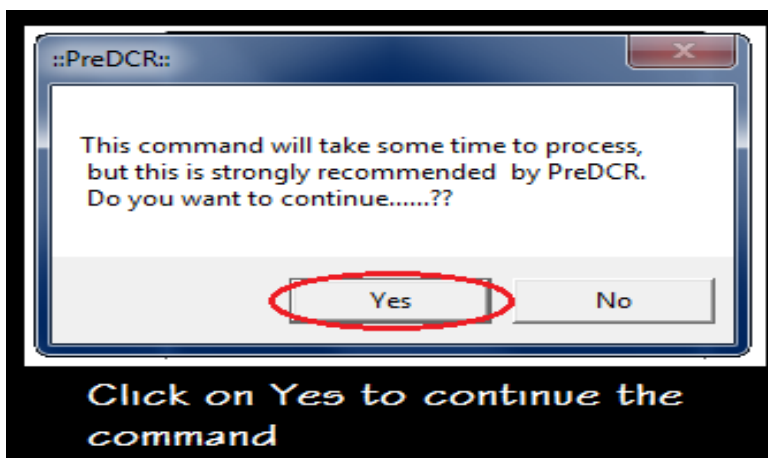 ::PreDCR::
This command will take some time to process,
but this is strongly recommended  by PreDCR.
Do you want to continue......??
Yes
No
Click on Yes to continue the
command